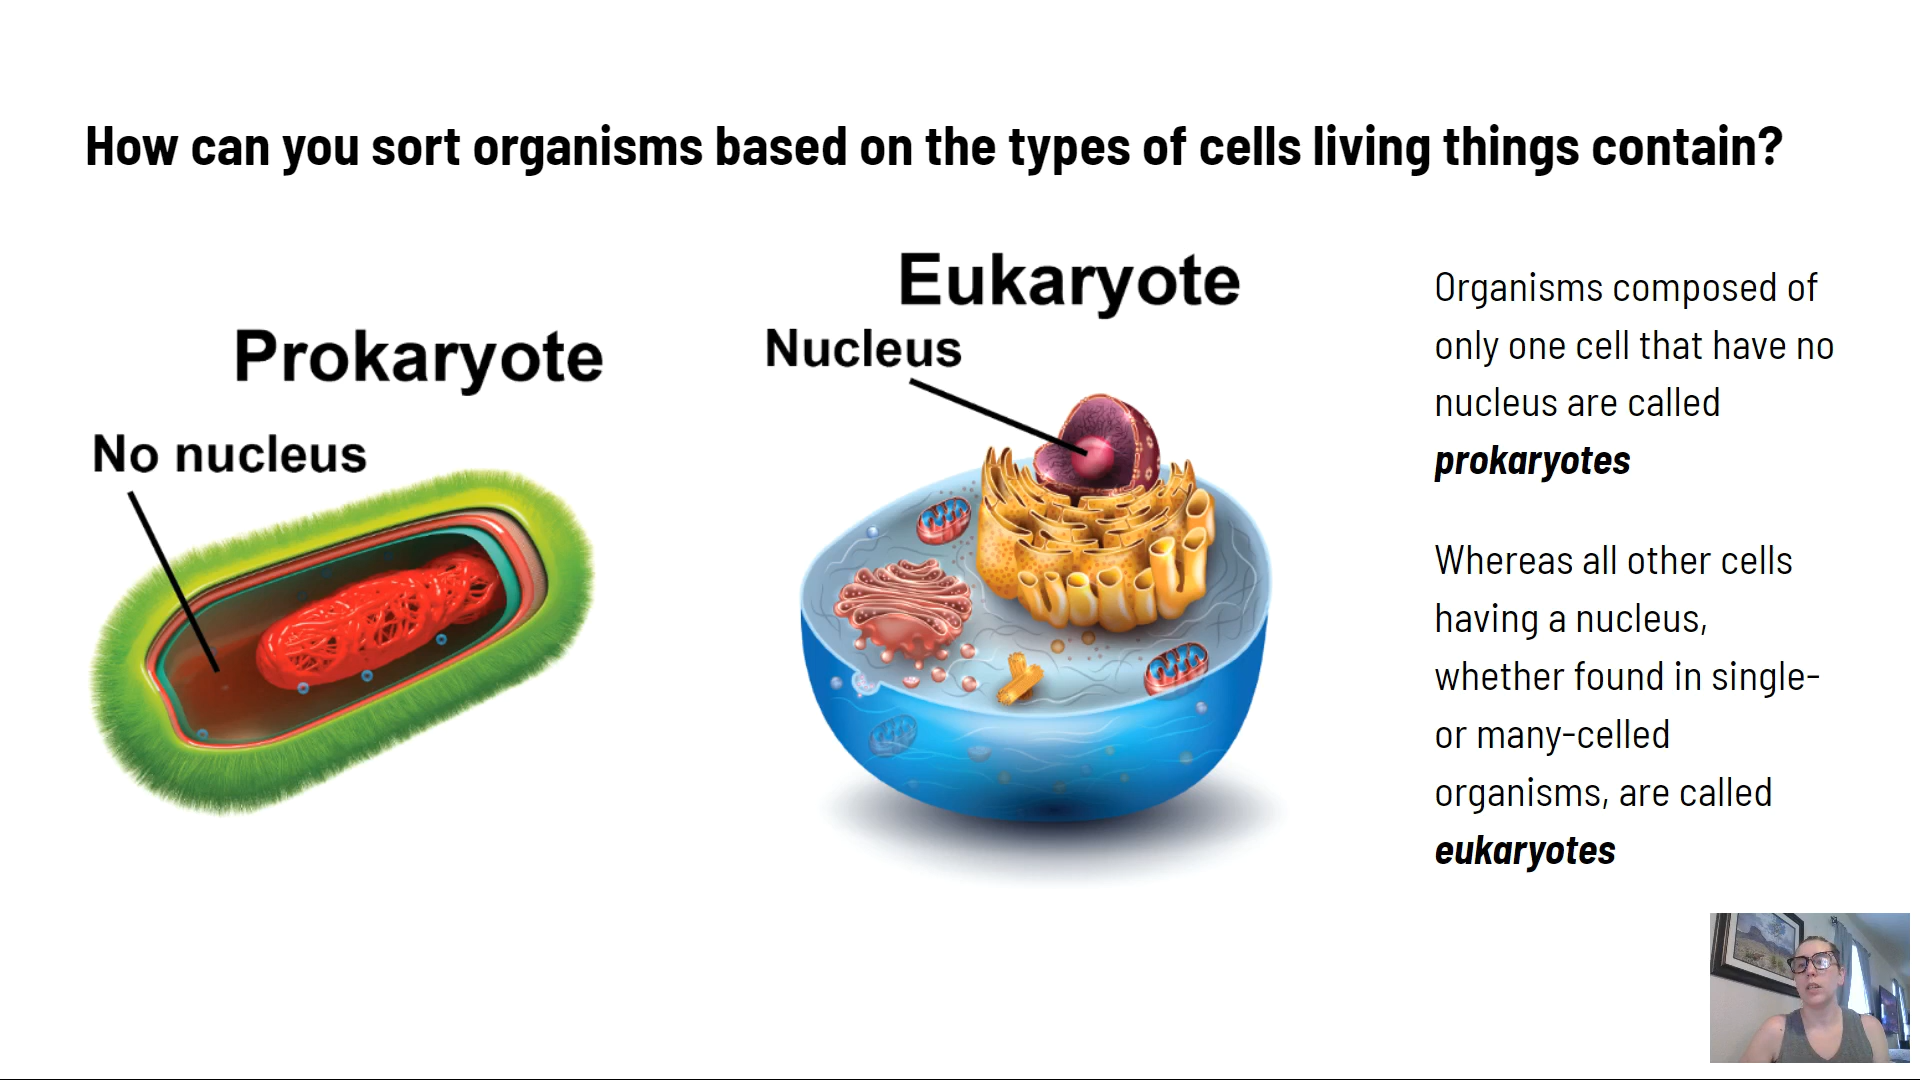 How can you sort organisms based on the types of cells living things contain?
Prokaryote
No nucleus
Eukaryote
Nucleus
Organisms composed of
only one cell that have no
nucleus are called
prokaryotes
Whereas all other cells
having a nucleus,
whether found in single-
or many-celled
organisms, are called
eukaryotes